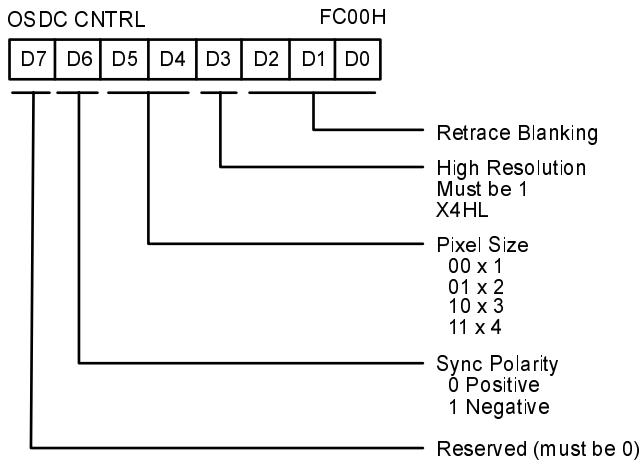 OSDC CNTRL FC00H
D7 D6 D5 D4 D3 D2 D1 D0
Retrace Blanking
High Resolution
Must be 1
X4HL
Pixel Size
00 x 1
01 x 2
10 x 3
11 x 4
Sync Polarity
0 Positive
1 Negative
Reserved (must be 0)